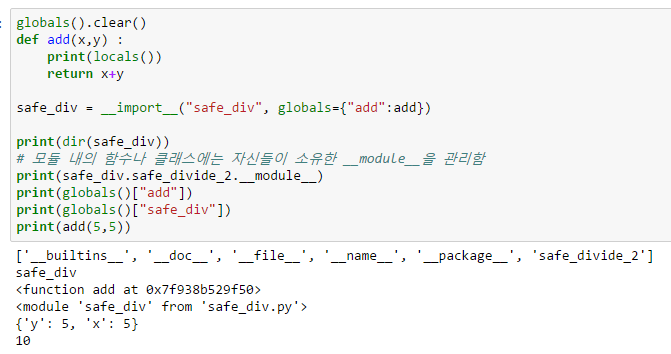 :
globals().clear()
def add(x,y) :
    print(locals())
    return x+y

safe_div = __import__("safe_div", globals={"add":add})

print(dir(safe_div))
# 모듈 내의 함수나 클래스에는 자신들이 소유한 __module__을 관리함
print(safe_div.safe_divide_2.__module__)
print(globals()["add"])
print(globals()["safe_div"])
print(add(5,5))
['__builtins__', '__doc__', '__file__', '__name__', '__package__', 'safe_divide_2']
safe_div
<function add at 0x7f938b529f50>
<module 'safe_div' from 'safe_div.py'>
{'y': 5, 'x': 5}
10